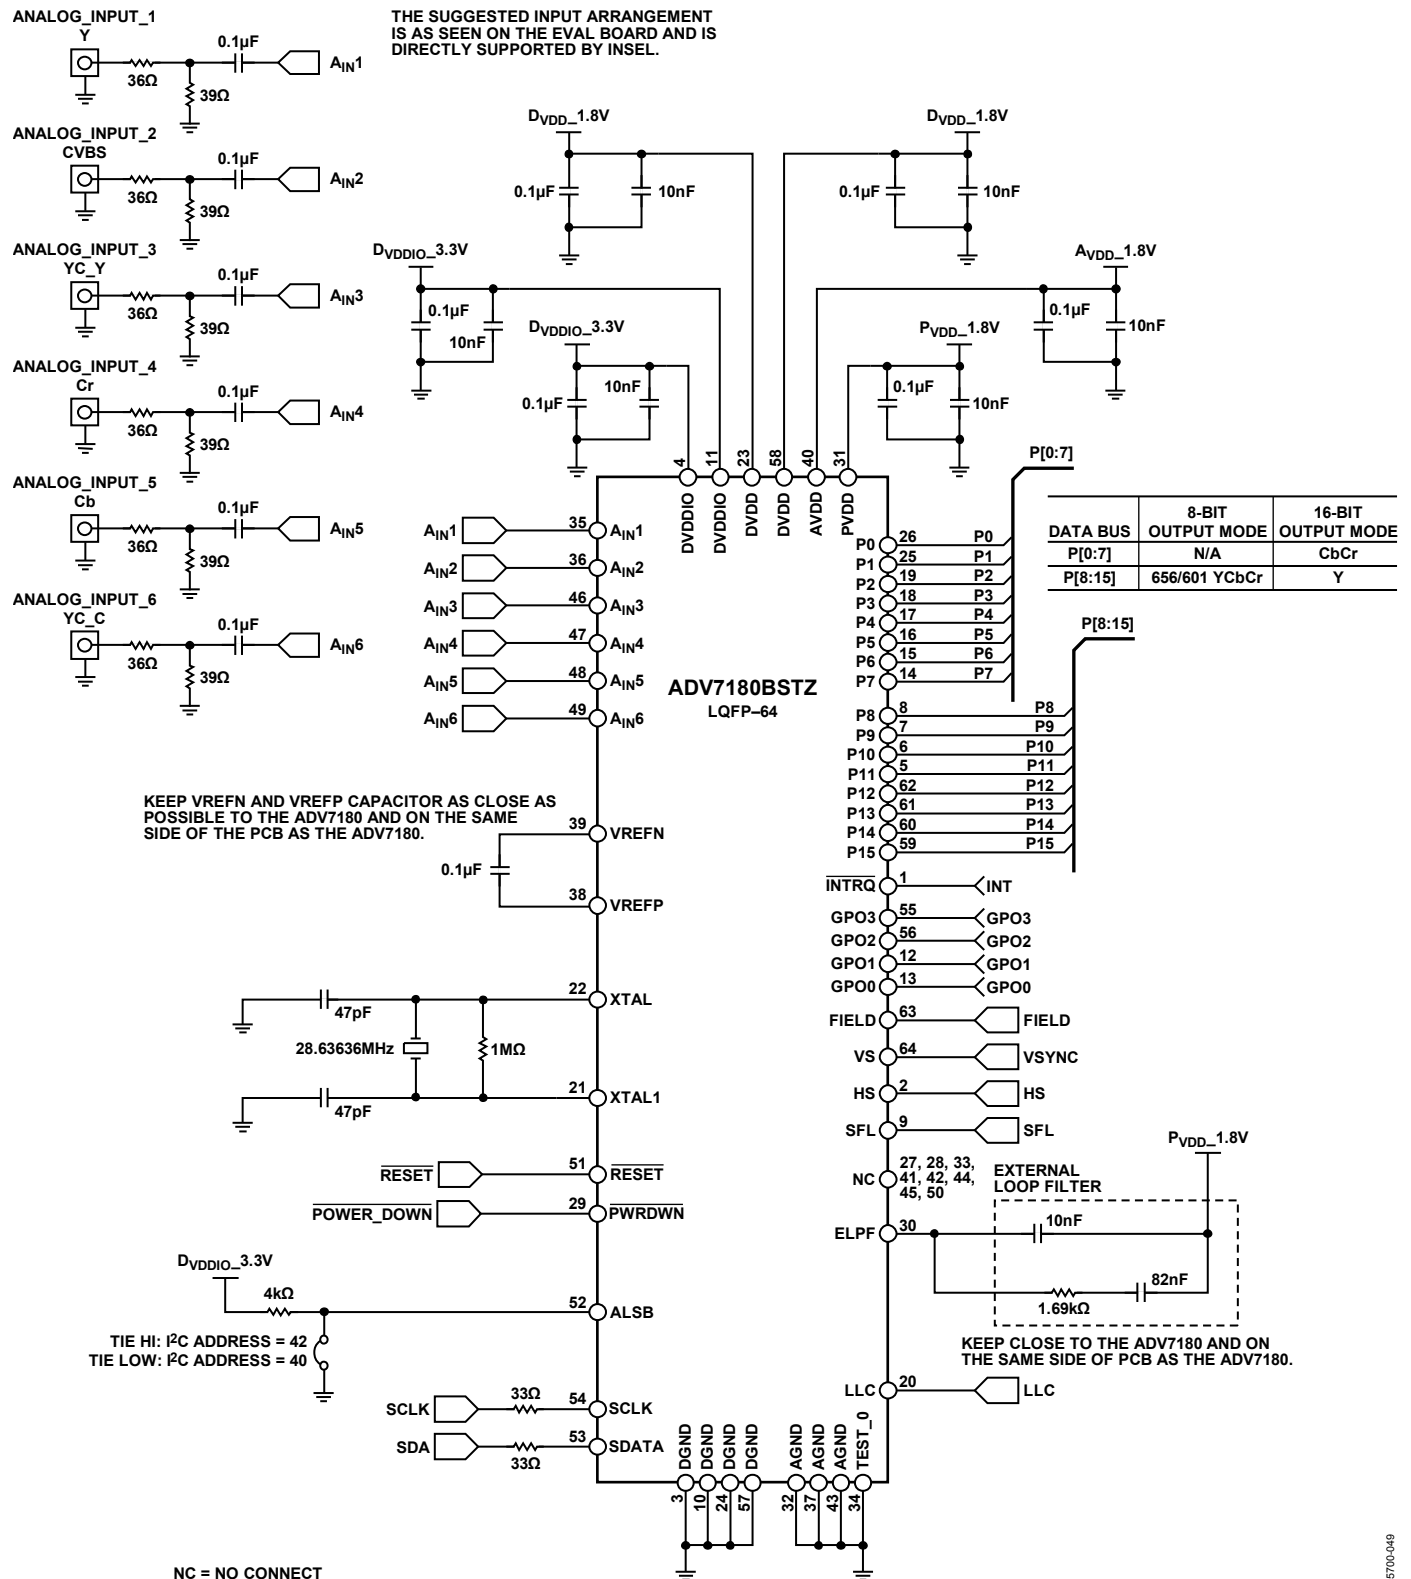 ANALOG_INPUT_1
Y
0.1µF
36Ω
39Ω
AIN1
THE SUGGESTED INPUT ARRANGEMENT
IS AS SEEN ON THE EVAL BOARD AND IS
DIRECTLY SUPPORTED BY INSEL.
ANALOG_INPUT_2
CVBS
0.1µF
36Ω
39Ω
AIN2
ANALOG_INPUT_3
YC_Y
0.1µF
36Ω
39Ω
AIN3
ANALOG_INPUT_4
Cr
0.1µF
36Ω
39Ω
AIN4
ANALOG_INPUT_5
Cb
0.1µF
36Ω
39Ω
AIN5
ANALOG_INPUT_6
YC_C
0.1µF
36Ω
39Ω
AIN6
DVDD_1.8V
0.1µF
10nF
DVDD_1.8V
0.1µF
10nF
DVDDIO_3.3V
0.1µF
10nF
DVDDIO_3.3V
0.1µF
10nF
PVDD_1.8V
0.1µF
10nF
AVDD_1.8V
0.1µF
10nF
4
11
23
58
40
31
DVDDIO
DVDDIO
DVDD
DVDD
AVDD
PVDD
AIN1
35
AIN1
AIN2
36
AIN2
AIN3
46
AIN3
AIN4
47
AIN4
AIN5
48
AIN5
AIN6
49
AIN6
ADV7180BSTZ
LQFP–64
P[0:7]
P0 26 P0
P1 25 P1
P2 19 P2
P3 18 P3
P4 17 P4
P5 16 P5
P6 15 P6
P7 14 P7
DATA BUS 8-BIT OUTPUT MODE 16-BIT OUTPUT MODE
P[0:7] N/A CbCr
P[8:15] 656/601 YCbCr Y
P[8:15]
P8 8 P8
P9 7 P9
P10 6 P10
P11 5 P11
P12 62 P12
P13 61 P13
P14 60 P14
P15 59 P15
KEEP VREFN AND VREFP CAPACITOR AS CLOSE AS
POSSIBLE TO THE ADV7180 AND ON THE SAME
SIDE OF THE PCB AS THE ADV7180.
39
VREFN
0.1µF
38
VREFP
INTRQ 1 INT
GPO3 55 GPO3
GPO2 56 GPO2
GPO1 12 GPO1
GPO0 13 GPO0
FIELD 63 FIELD
VS 64 VSYNC
HS 2 HS
SFL 9 SFL
47pF
22
XTAL
28.63636MHz
1MΩ
47pF
21
XTAL1
RESET
51
RESET
POWER_DOWN
29
PWRDWN
NC
27, 28, 33,
41, 42, 44,
45, 50
PVDD_1.8V
EXTERNAL
LOOP FILTER
ELPF 30
10nF
82nF
1.69kΩ
KEEP CLOSE TO THE ADV7180 AND ON
THE SAME SIDE OF PCB AS THE ADV7180.
DVDDIO_3.3V
4kΩ
52
ALSB
TIE HI: I2C ADDRESS = 42
TIE LOW: I2C ADDRESS = 40
LLC 20 LLC
SCLK
33Ω
54
SCLK
SDA
33Ω
53
SDATA
DGND
DGND
DGND
DGND
AGND
AGND
AGND
TEST_0
3
10
24
57
32
37
43
34
NC = NO CONNECT
5700-049